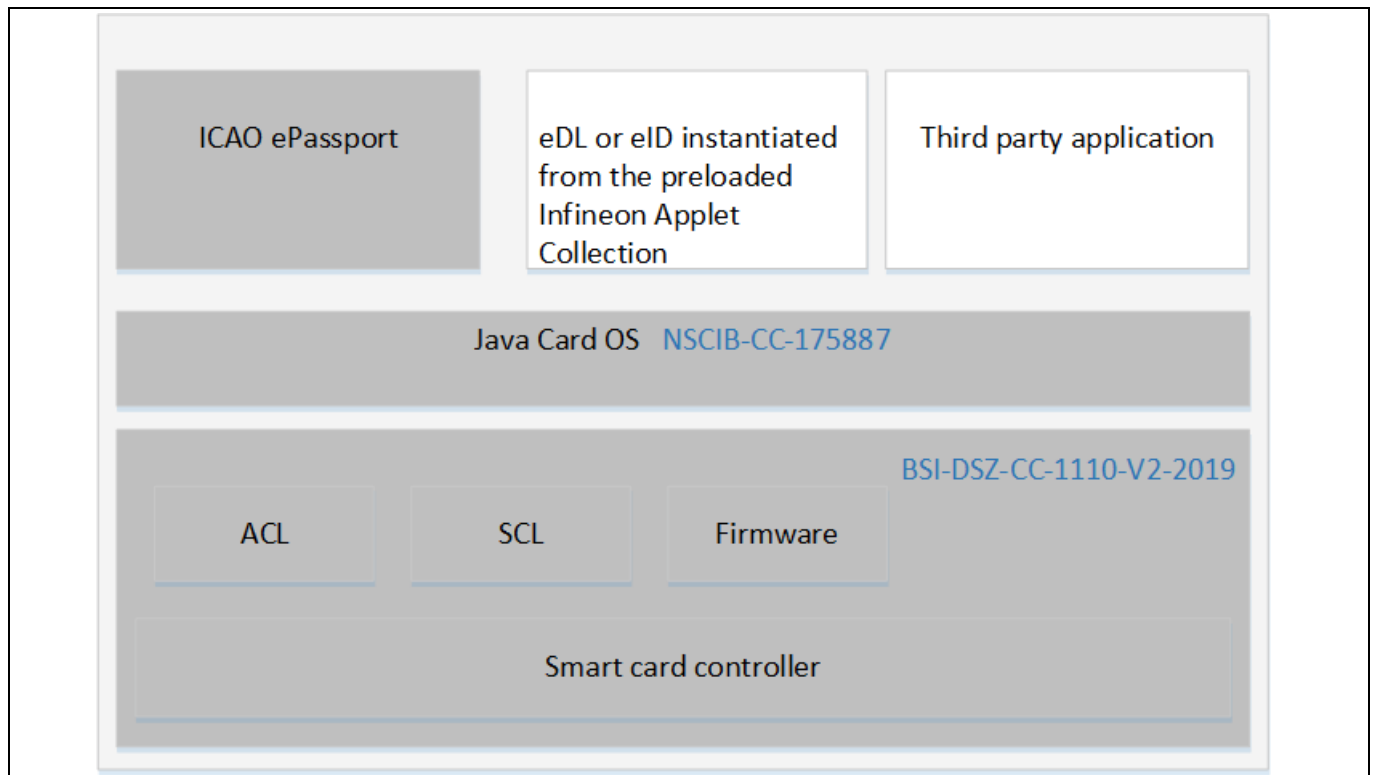 ICAO ePassport
eDL or eID instantiated
from the preloaded
Infineon Applet
Collection
Third party application
Java Card OS NSCIB-CC-175887
BSI-DSZ-CC-1110-V2-2019
ACL
SCL
Firmware
Smart card controller